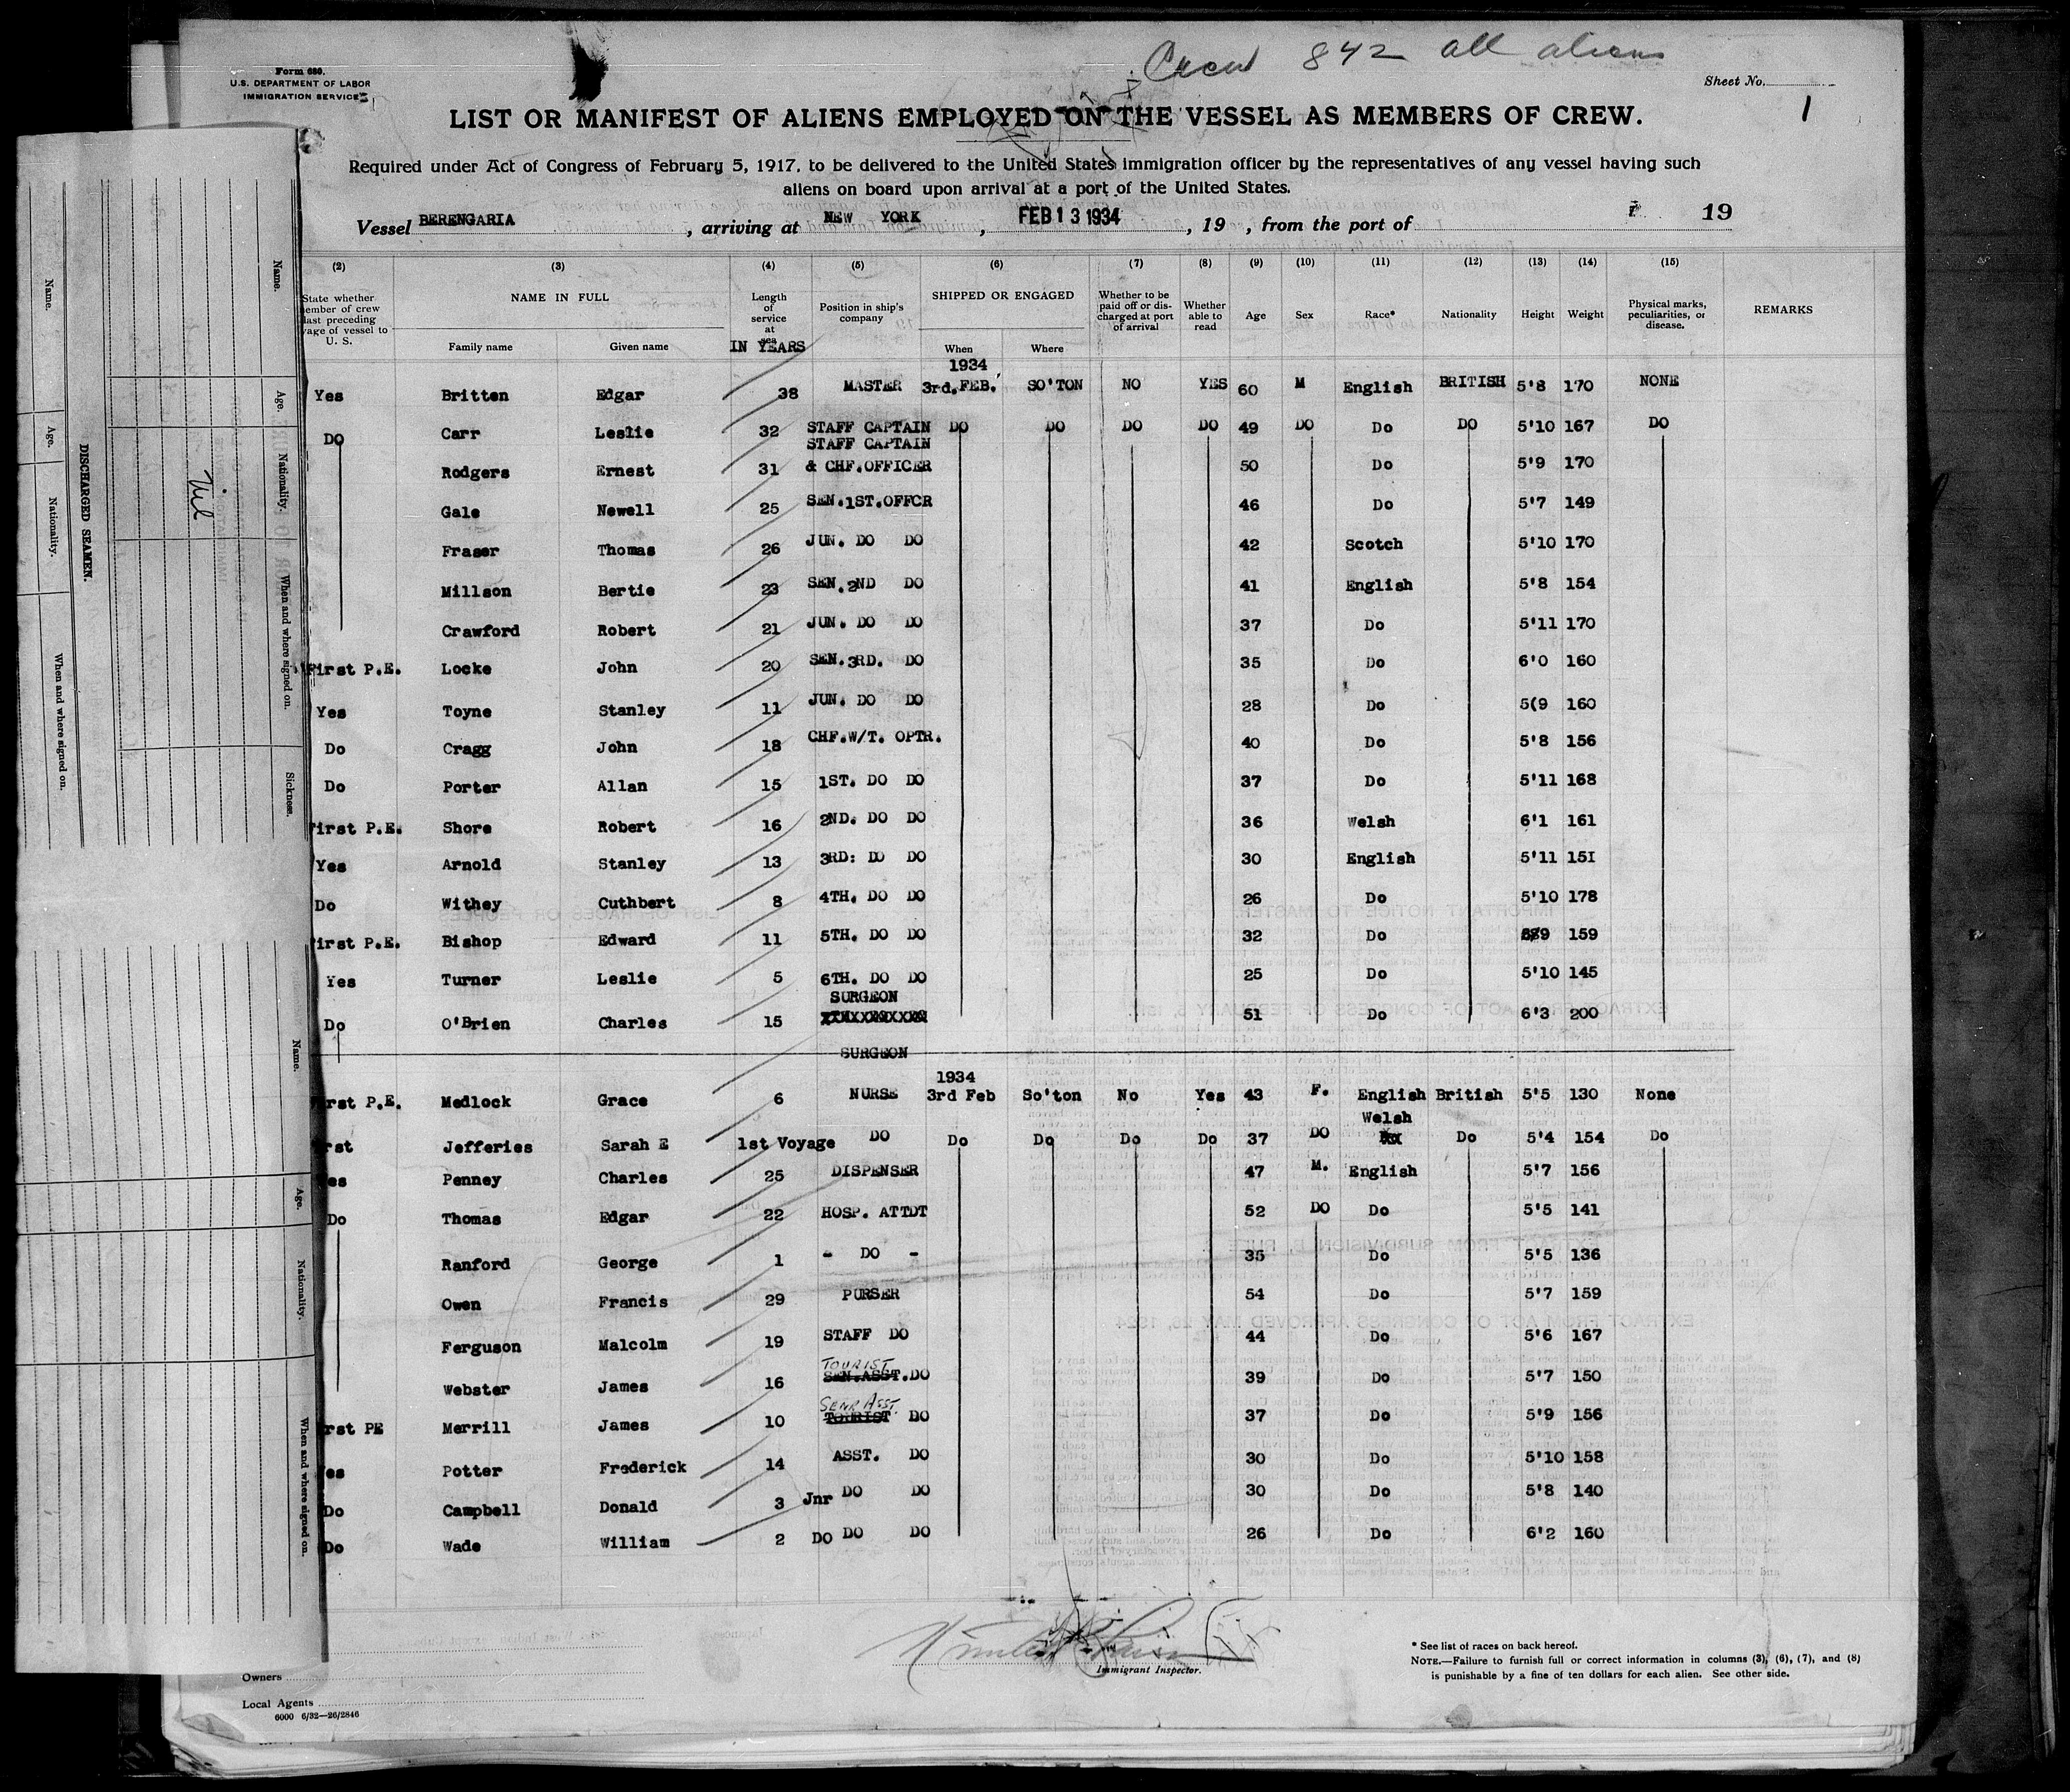 Crew 842 all aliens
Form 680.
U.S. DEPARTMENT OF LABOR
IMMIGRATION SERVICE
Sheet No. 1
LIST OR MANIFEST OF ALIENS EMPLOYED ON THE VESSEL AS MEMBERS OF CREW.
Required under Act of Congress of February 5, 1917, to be delivered to the United States immigration officer by the representatives of any vessel having such
aliens on board upon arrival at a port of the United States.
Vessel BERENGARIA, arriving at NEW YORK, FEB 13 1934, 19 , from the port of 19
(2) (3) (4) (5) (6) (7) (8) (9) (10) (11) (12) (13) (14) (15)
State whether
member of crew
last preceding
U. S.
NAME IN FULL
Family name Given name
Length
of
service
at
sea
IN YEARS
Position in ship's
company
SHIPPED OR ENGAGED
When Where
Whether to be
paid off or dis-
charged at port
of arrival
Whether
able to
read
Age Sex Race* Nationality Height Weight
Physical marks,
peculiarities, or
disease.
REMARKS
1934
Yes Britten Edgar 38 MASTER 3rd.FEB. SO'TON NO YES 60 M English BRITISH 5'8 170 NONE
DO Carr Leslie 32 STAFF CAPTAIN DO DO DO DO 49 DO Do DO 5'10 167 DO
STAFF CAPTAIN
Rodgers Ernest 31 & CHF.OFFICER 50 Do 5'9 170
Gale Newell 25 SEN.1ST.OFFCR 46 Do 5'7 149
Fraser Thomas 26 JUN. DO DO 42 Scotch 5'10 170
Millson Bertie 23 SEN.2ND DO 41 English 5'8 154
Crawford Robert 21 JUN. DO DO 37 Do 5'11 170
First P.E. Locke John 20 SEN.3RD. DO 35 Do 6'0 160
Yes Toyne Stanley 11 JUN. DO DO 28 Do 5(9 160
Do Cragg John 18 CHF.W/T. OPTR. 40 Do 5'8 156
Do Porter Allan 15 1ST. DO DO 37 Do 5'11 168
First P.E. Shore Robert 16 2ND. DO DO 36 Welsh 6'1 161
Yes Arnold Stanley 13 3RD: DO DO 30 English 5'11 151
Do Withey Cuthbert 8 4TH. DO DO 26 Do 5'10 178
First P.E. Bishop Edward 11 5TH. DO DO 32 Do 159
Yes Turner Leslie 5 6TH. DO DO 25 Do 5'10 145
SURGEON
Do O'Brien Charles 15 51 Do 6'3 200
SURGEON
1934
First P.E. Medlock Grace 6 NURSE 3rd Feb So'ton No Yes 43 F. English British 5'5 130 None
Welsh
First Jefferies Sarah E 1st Voyage DO Do Do Do Do 37 DO Do 5'4 154 Do
Yes Penney Charles 25 DISPENSER 47 M. English 5'7 156
Do Thomas Edgar 22 HOSP. ATTDT 52 DO Do 5'5 141
Ranford George 1 - DO - 35 Do 5'5 136
Owen Francis 29 PURSER 54 Do 5'7 159
Ferguson Malcolm 19 STAFF DO 44 Do 5'6 167
TOURIST
Webster James 16 SEN.ASST.DO 39 Do 5'7 150
SENR ASST.
First PE Merrill James 10 TOURIST DO 37 Do 5'9 156
Yes Potter Frederick 14 ASST. DO 30 Do 5'10 158
Do Campbell Donald 3 Jnr DO DO 30 Do 5'8 140
Do Wade William 2 DO DO DO 26 Do 6'2 160
Immigrant Inspector.
* See list of races on back hereof.
NOTE.—Failure to furnish full or correct information in columns (3), (6), (7), and (8)
is punishable by a fine of ten dollars for each alien. See other side.
Owners
Local Agents
6000 6/32—26/2846
DISCHARGED SEAMEN.
Name. Age. Nationality. When and where signed on.
Name. Age. Nationality. When and where signed on. Sickness.
Nil
Name. Age. Nationality. When and where signed on.